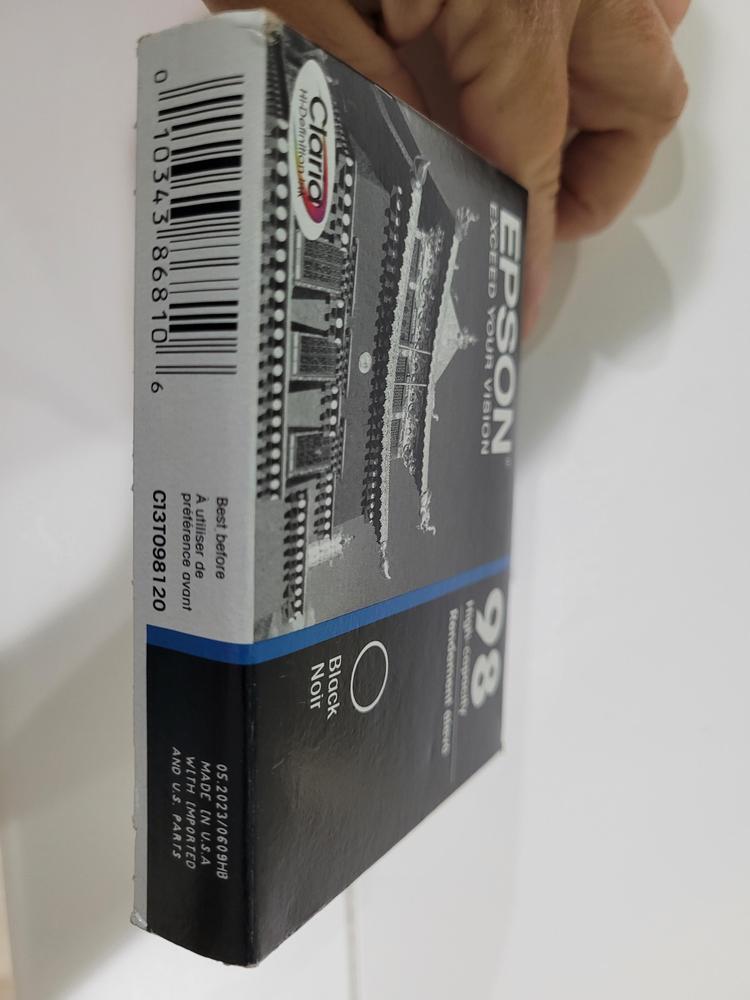 EPSON
EXCEED YOUR VISION
Claria
Hi-Definition Ink
98
High-capacity
Rendement élevé
Black
Noir
0 10343 86810 6
Best before
À utiliser de
préférence avant
C13T098120
05.2023/0609HB
MADE IN U.S.A
WITH IMPORTED
AND U.S. PARTS